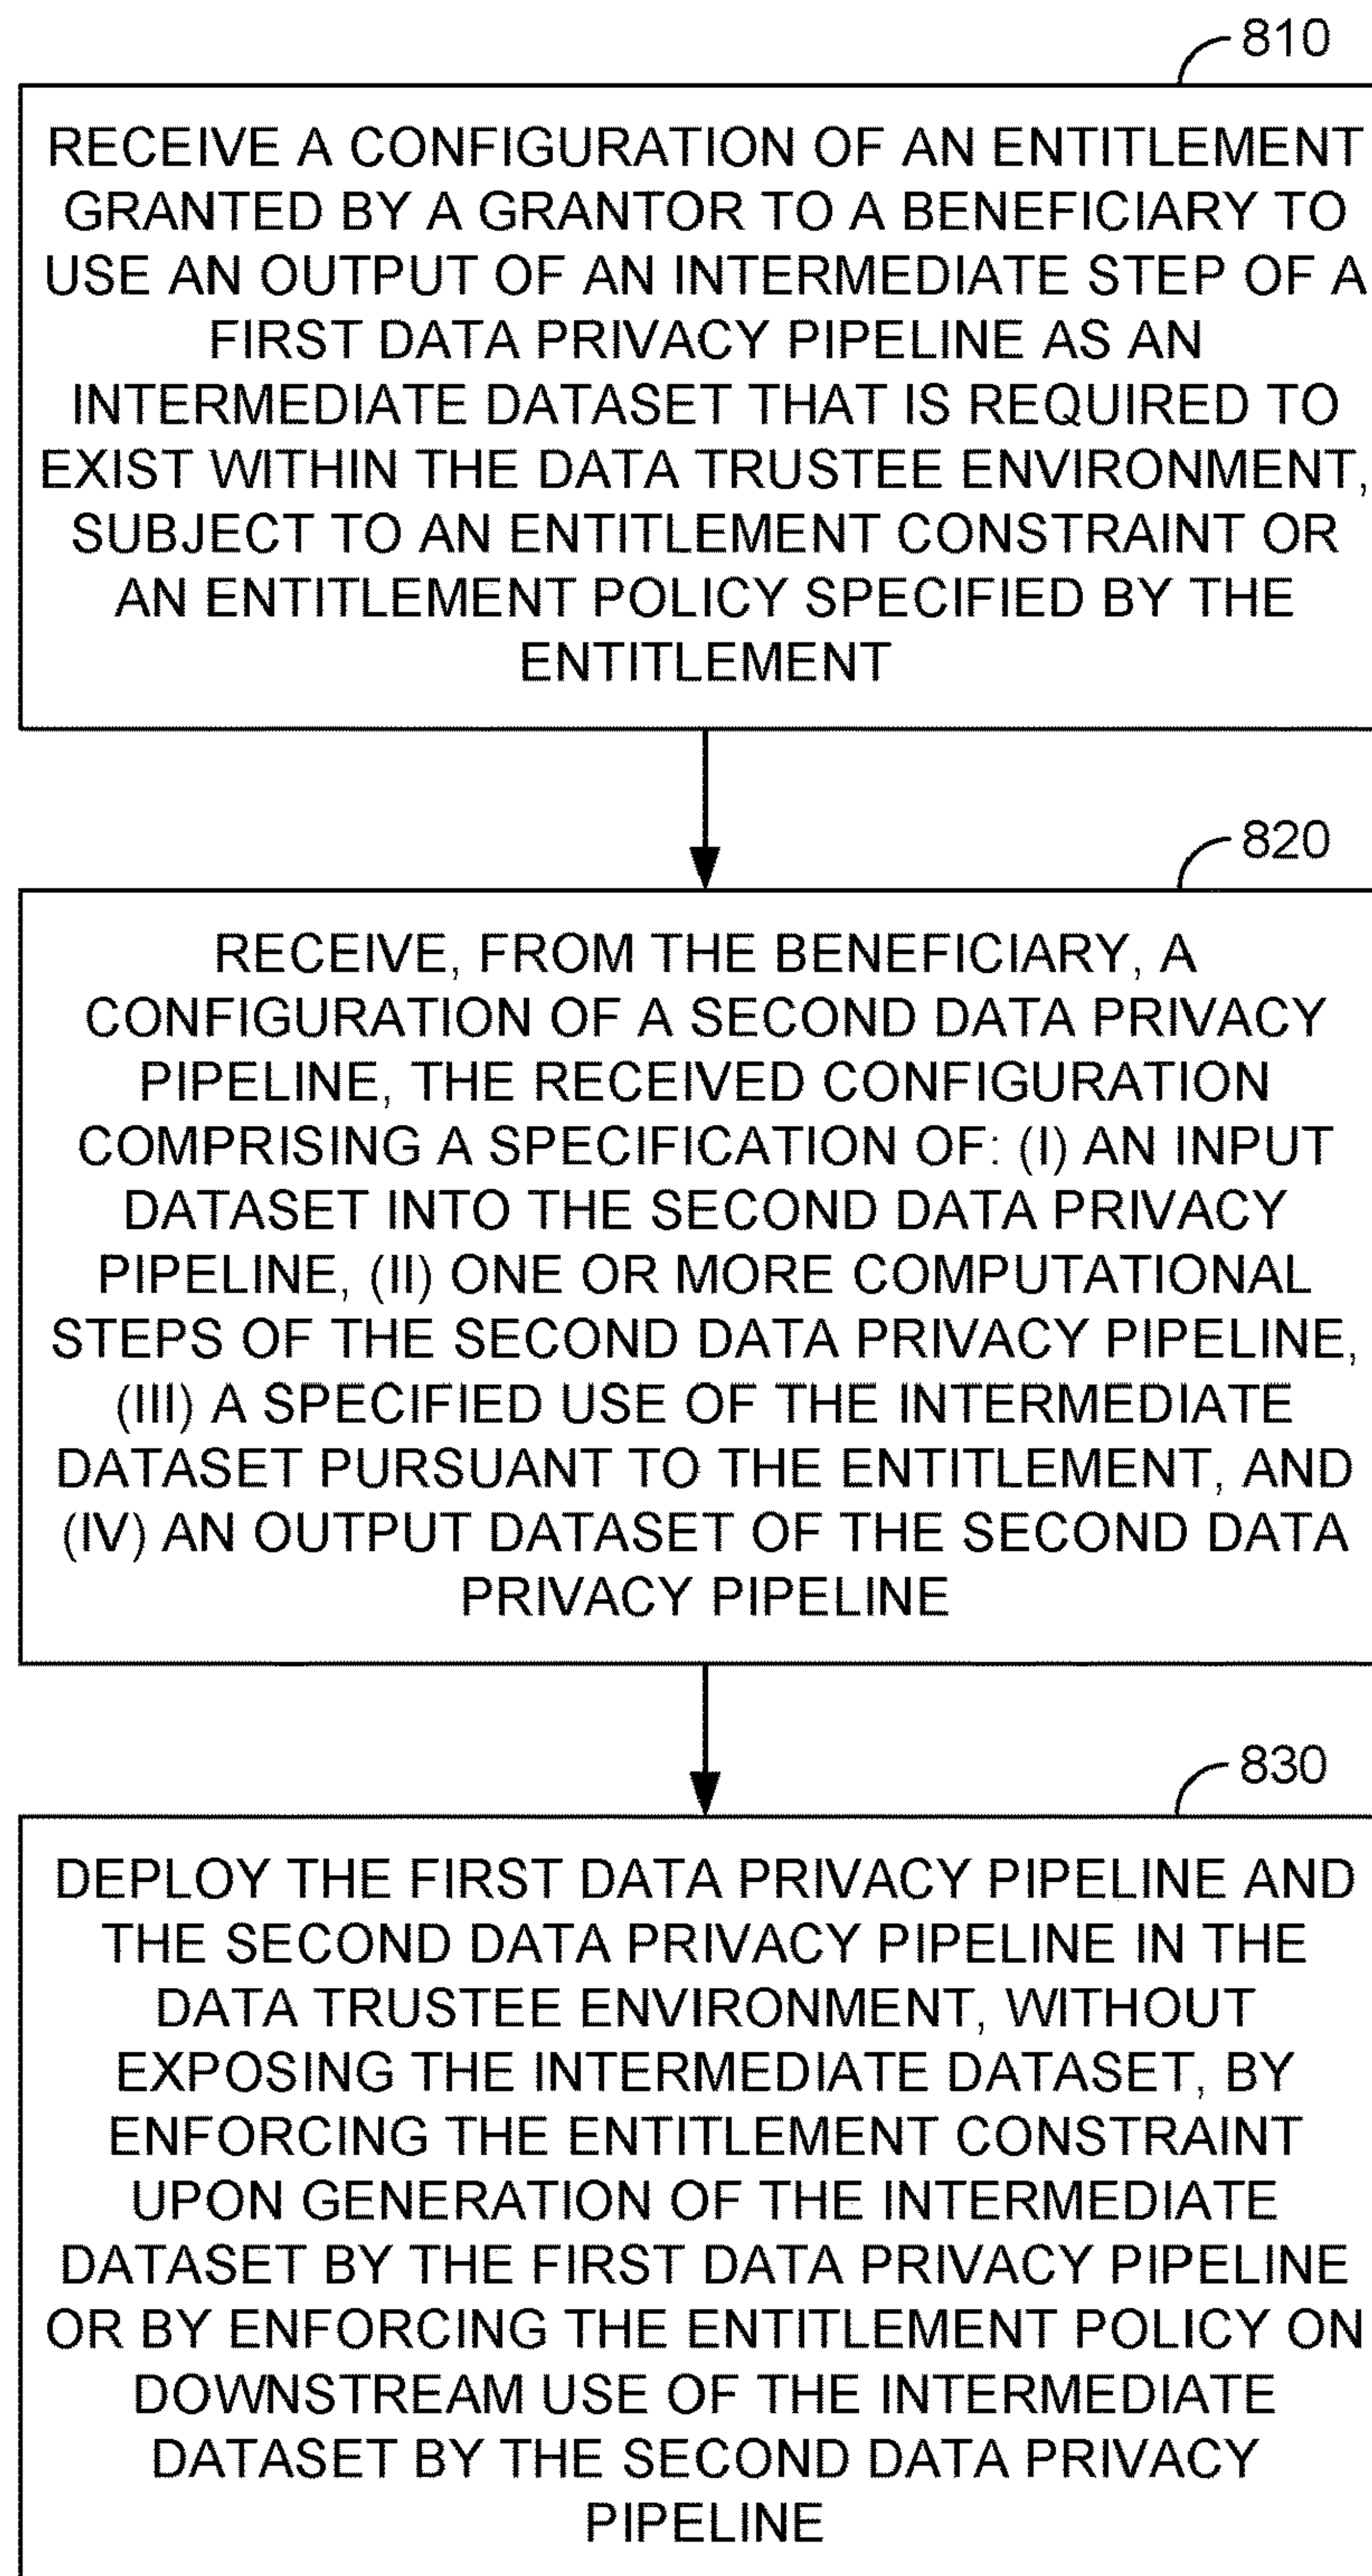 810
RECEIVE A CONFIGURATION OF AN ENTITLEMENT
GRANTED BY A GRANTOR TO A BENEFICIARY TO
USE AN OUTPUT OF AN INTERMEDIATE STEP OF A
FIRST DATA PRIVACY PIPELINE AS AN
INTERMEDIATE DATASET THAT IS REQUIRED TO
EXIST WITHIN THE DATA TRUSTEE ENVIRONMENT,
SUBJECT TO AN ENTITLEMENT CONSTRAINT OR
AN ENTITLEMENT POLICY SPECIFIED BY THE
ENTITLEMENT
820
RECEIVE, FROM THE BENEFICIARY, A
CONFIGURATION OF A SECOND DATA PRIVACY
PIPELINE, THE RECEIVED CONFIGURATION
COMPRISING A SPECIFICATION OF: (I) AN INPUT
DATASET INTO THE SECOND DATA PRIVACY
PIPELINE, (II) ONE OR MORE COMPUTATIONAL
STEPS OF THE SECOND DATA PRIVACY PIPELINE,
(III) A SPECIFIED USE OF THE INTERMEDIATE
DATASET PURSUANT TO THE ENTITLEMENT, AND
(IV) AN OUTPUT DATASET OF THE SECOND DATA
PRIVACY PIPELINE
830
DEPLOY THE FIRST DATA PRIVACY PIPELINE AND
THE SECOND DATA PRIVACY PIPELINE IN THE
DATA TRUSTEE ENVIRONMENT, WITHOUT
EXPOSING THE INTERMEDIATE DATASET, BY
ENFORCING THE ENTITLEMENT CONSTRAINT
UPON GENERATION OF THE INTERMEDIATE
DATASET BY THE FIRST DATA PRIVACY PIPELINE
OR BY ENFORCING THE ENTITLEMENT POLICY ON
DOWNSTREAM USE OF THE INTERMEDIATE
DATASET BY THE SECOND DATA PRIVACY
PIPELINE